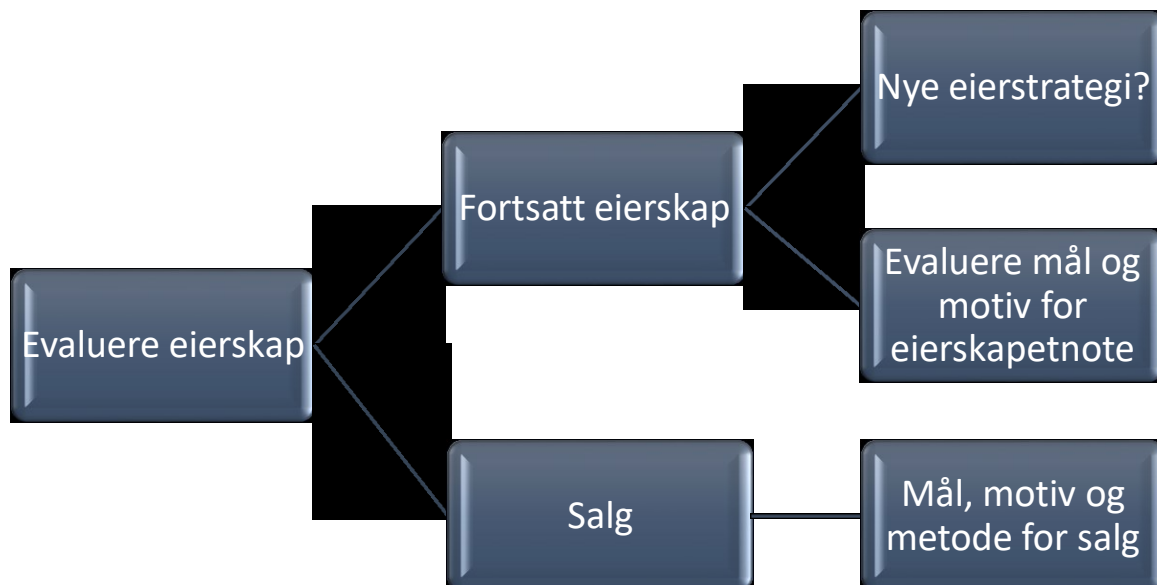 Nye eierstrategi?
Fortsatt eierskap
Evaluere mål og
motiv for
eierskapetnote
Evaluere eierskap
Salg
Mål, motiv og
metode for salg